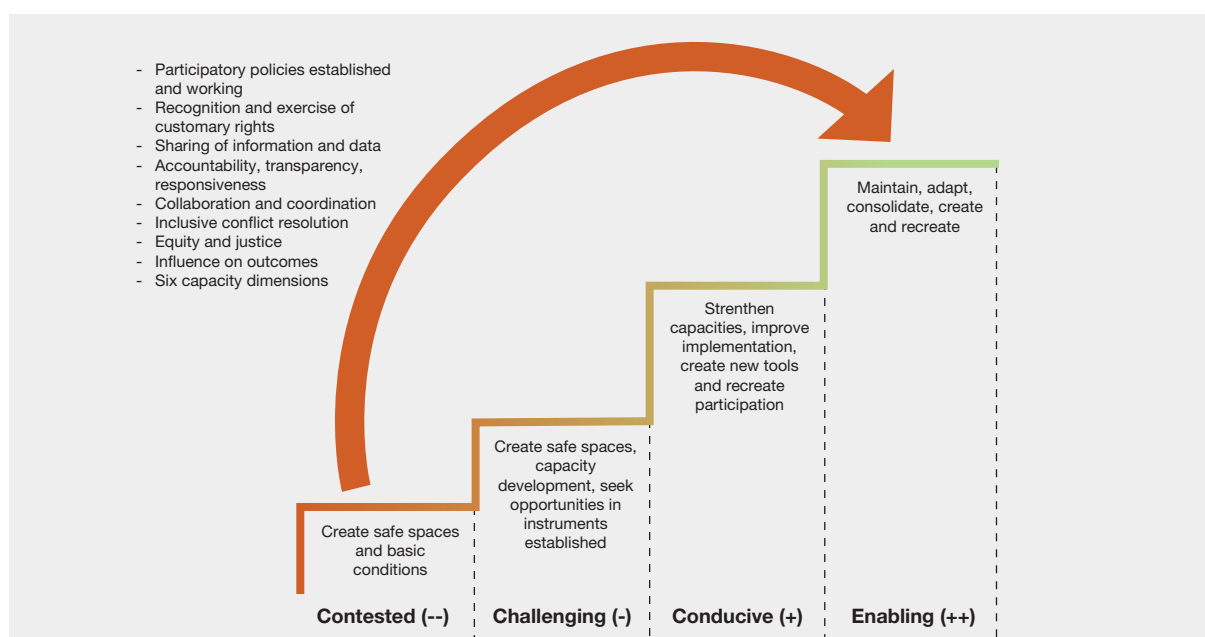 - Participatory policies established
and working
- Recognition and exercise of
customary rights
- Sharing of information and data
- Accountability, transparency,
responsiveness
- Collaboration and coordination
- Inclusive conflict resolution
- Equity and justice
- Influence on outcomes
- Six capacity dimensions
Create safe spaces
and basic
conditions
Create safe spaces,
capacity
development, seek
opportunities in
instruments
established
Strenthen
capacities, improve
implementation,
create new tools
and recreate
participation
Maintain, adapt,
consolidate, create
and recreate
Contested (--)
Challenging (-)
Conducive (+)
Enabling (++)